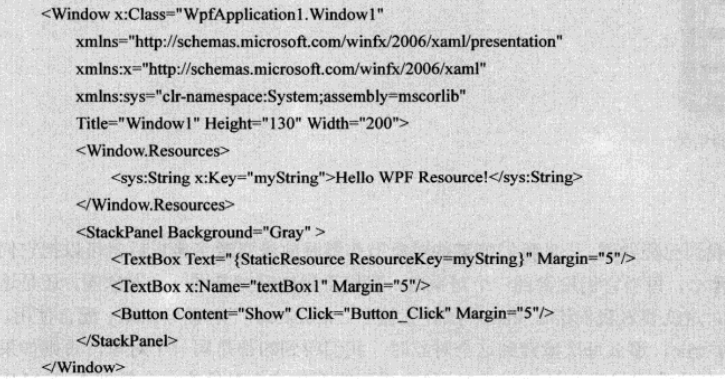 <Window x:Class="WpfApplication1.Window1"
xmlns="http://schemas.microsoft.com/winfx/2006/xaml/presentation"
xmlns:x="http://schemas.microsoft.com/winfx/2006/xaml"
xmlns:sys="clr-namespace:System;assembly=mscorlib"
Title="Window1" Height="130" Width="200">
<Window.Resources>
<sys:String x:Key="myString">Hello WPF Resource!</sys:String>
</Window.Resources>
<StackPanel Background="Gray" >
<TextBox Text="{StaticResource ResourceKey=myString}" Margin="5"/>
<TextBox x:Name="textBox1" Margin="5"/>
<Button Content="Show" Click="Button_Click" Margin="5"/>
</StackPanel>
</Window>